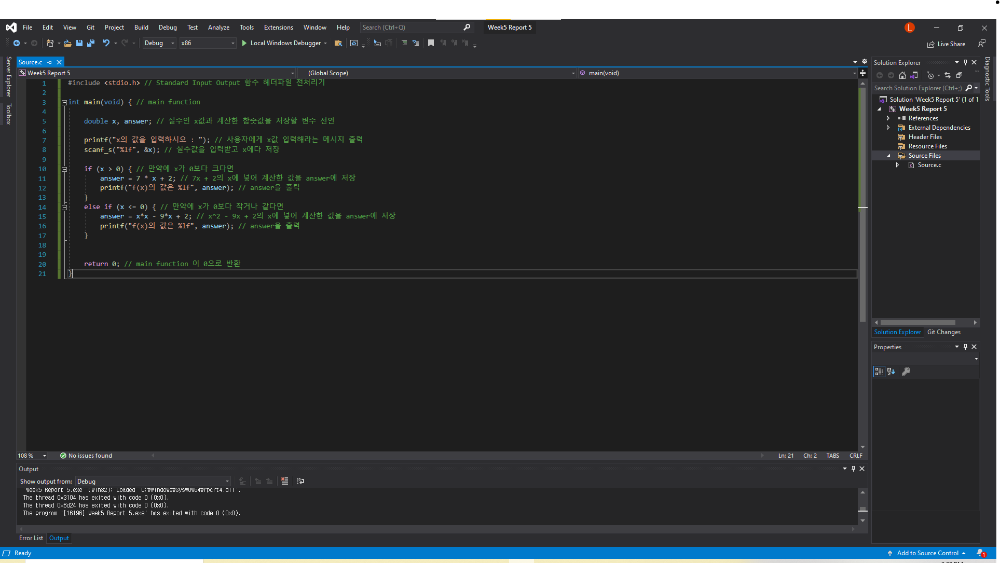 File Edit View Git Project Build Debug Test Analyze Tools Extensions Window Help Search (Ctrl+Q) Week5 Report 5 L
Debug x86 Local Windows Debugger Live Share
Server Explorer
Toolbox
Source.c
Week5 Report 5 (Global Scope) main(void)
1 #include <stdio.h> // Standard Input Output 함수 헤더파일 전처리기
2
3 int main(void) { // main function
4
5 double x, answer; // 실수인 x값과 계산한 함숫값을 저장할 변수 선언
6
7 printf("x의 값을 입력하시오 : "); // 사용자에게 x값 입력해라는 메시지 출력
8 scanf_s("%lf", &x); // 실수값을 입력받고 x에다 저장
9
10 if (x > 0) { // 만약에 x가 0보다 크다면
11 answer = 7 * x + 2; // 7x + 2의 x에 넣어 계산한 값을 answer에 저장
12 printf("f(x)의 값은 %lf", answer); // answer을 출력
13 }
14 else if (x <= 0) { // 만약에 x가 0보다 작거나 같다면
15 answer = x*x - 9*x + 2; // x^2 - 9x + 2의 x에 넣어 계산한 값을 answer에 저장
16 printf("f(x)의 값은 %lf", answer); // answer을 출력
17 }
18
19
20 return 0; // main function 이 0으로 반환
21 }
108 % No issues found Ln: 21 Ch: 2 TABS CRLF
Output
Show output from: Debug
'Week5 Report 5.exe' (Win32): Loaded 'C:₩Windows₩SysWOW64₩rpcrt4.dll'.
The thread 0x3104 has exited with code 0 (0x0).
The thread 0x6d24 has exited with code 0 (0x0).
The program '[16196] Week5 Report 5.exe' has exited with code 0 (0x0).
Error List Output
Solution Explorer
Search Solution Explorer (Ctrl+;)
Solution 'Week5 Report 5' (1 of 1
Week5 Report 5
References
External Dependencies
Header Files
Resource Files
Source Files
Source.c
Solution Explorer Git Changes
Properties
Diagnostic Tools
Ready Add to Source Control 1